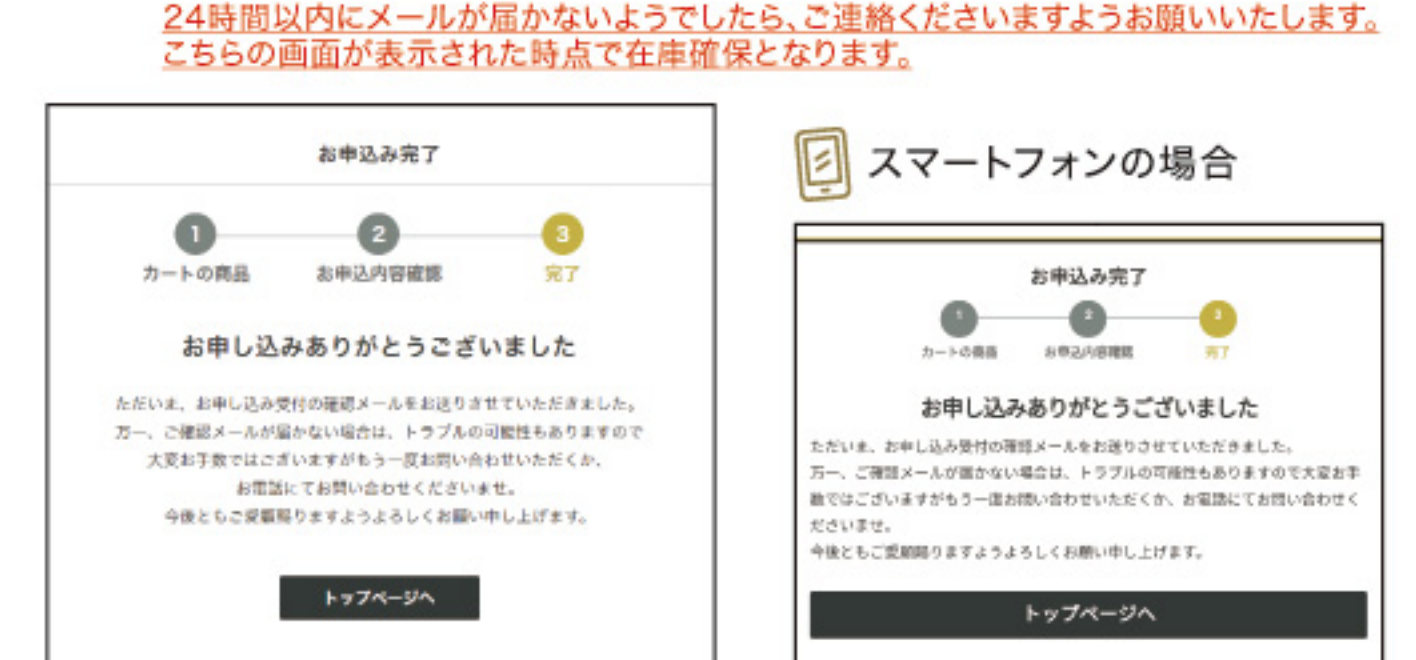 24時間以内にメールが届かないようでしたら、ご連絡くださいますようお願いいたします。
こちらの画面が表示された時点で在庫確保となります。
お申込み完了
1
2
3
カートの商品
お申込内容確認
完了
お申し込みありがとうございました
ただいま、お申し込み受付の確認メールをお送りさせていただきました。
万一、ご確認メールが届かない場合は、トラブルの可能性もありますので
大変お手数ではございますがもう一度お問い合わせいただくか、
お電話にてお問い合わせくださいませ。
今後ともご愛顧賜りますようよろしくお願い申し上げます。
トップページへ
スマートフォンの場合
お申込み完了
1
2
3
カートの商品
お申込内容確認
完了
お申し込みありがとうございました
ただいま、お申し込み受付の確認メールをお送りさせていただきました。
万一、ご確認メールが届かない場合は、トラブルの可能性もありますので大変お手
数ではございますがもう一度お問い合わせいただくか、お電話にてお問い合わせく
ださいませ。
今後ともご愛顧賜りますようよろしくお願い申し上げます。
トップページへ